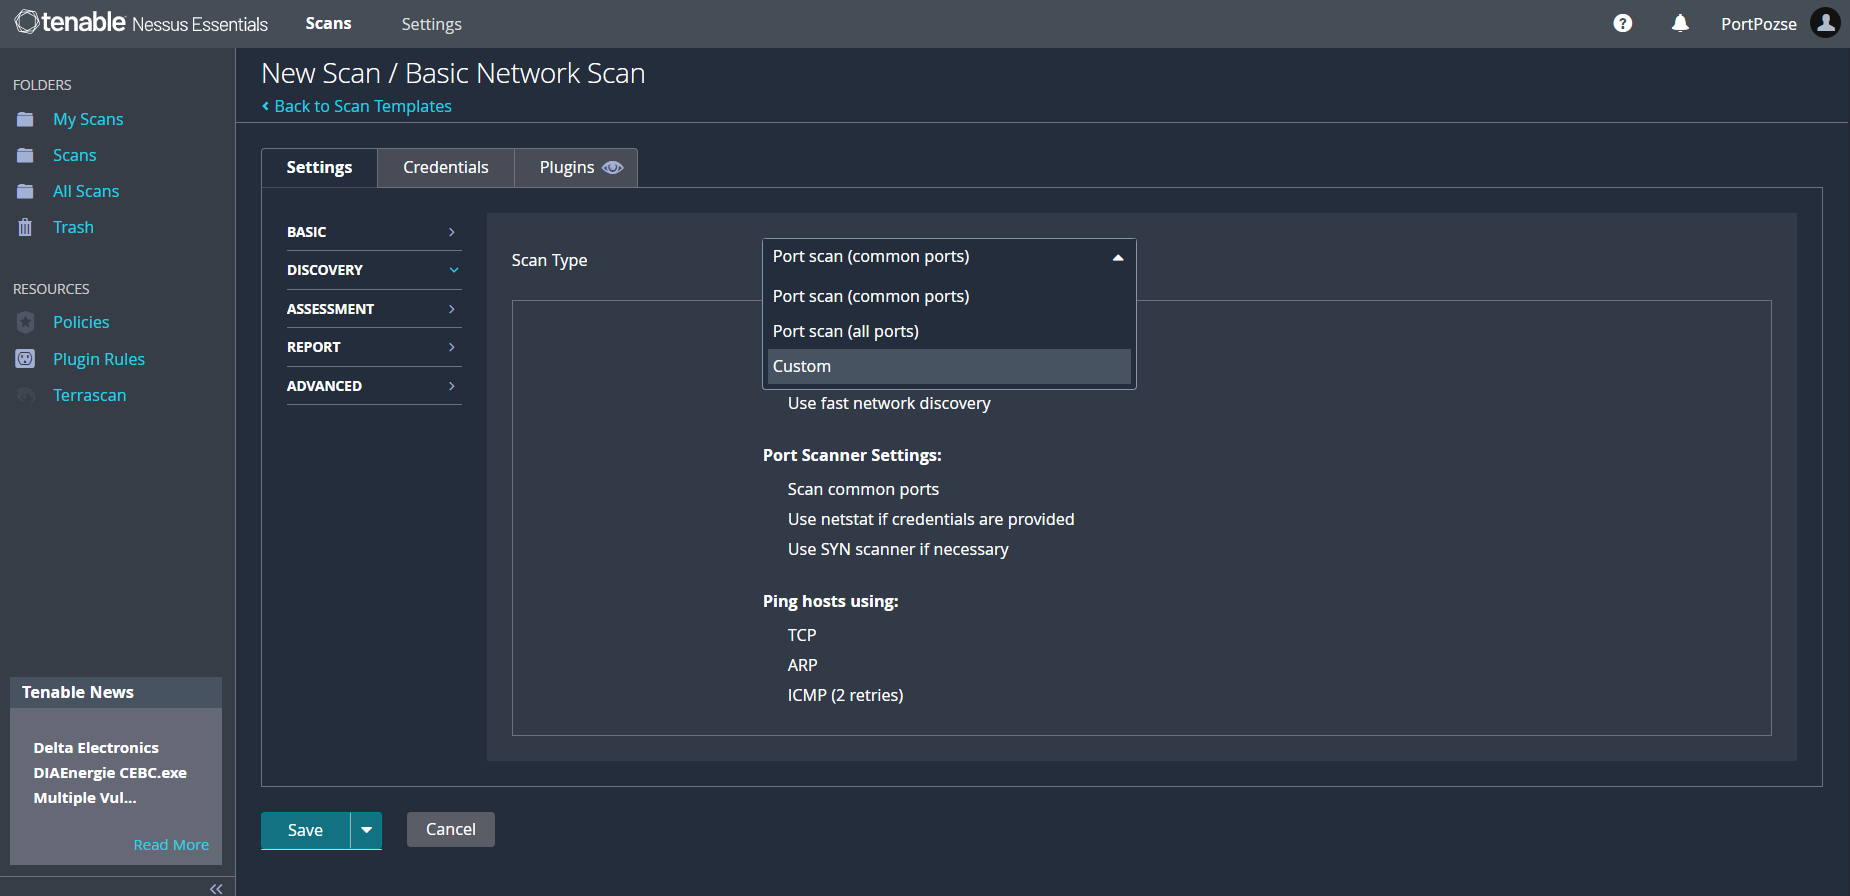 tenable Nessus Essentials
Scans
Settings
?
PortPozse
FOLDERS
My Scans
Scans
All Scans
Trash
RESOURCES
Policies
Plugin Rules
Terrascan
Tenable News
Delta Electronics
DIAEnergie CEBC.exe
Multiple Vul...
Read More
New Scan / Basic Network Scan
Back to Scan Templates
Settings
Credentials
Plugins
BASIC
DISCOVERY
ASSESSMENT
REPORT
ADVANCED
Scan Type
Port scan (common ports)
Port scan (common ports)
Port scan (all ports)
Custom
Use fast network discovery
Port Scanner Settings:
Scan common ports
Use netstat if credentials are provided
Use SYN scanner if necessary
Ping hosts using:
TCP
ARP
ICMP (2 retries)
Save
Cancel